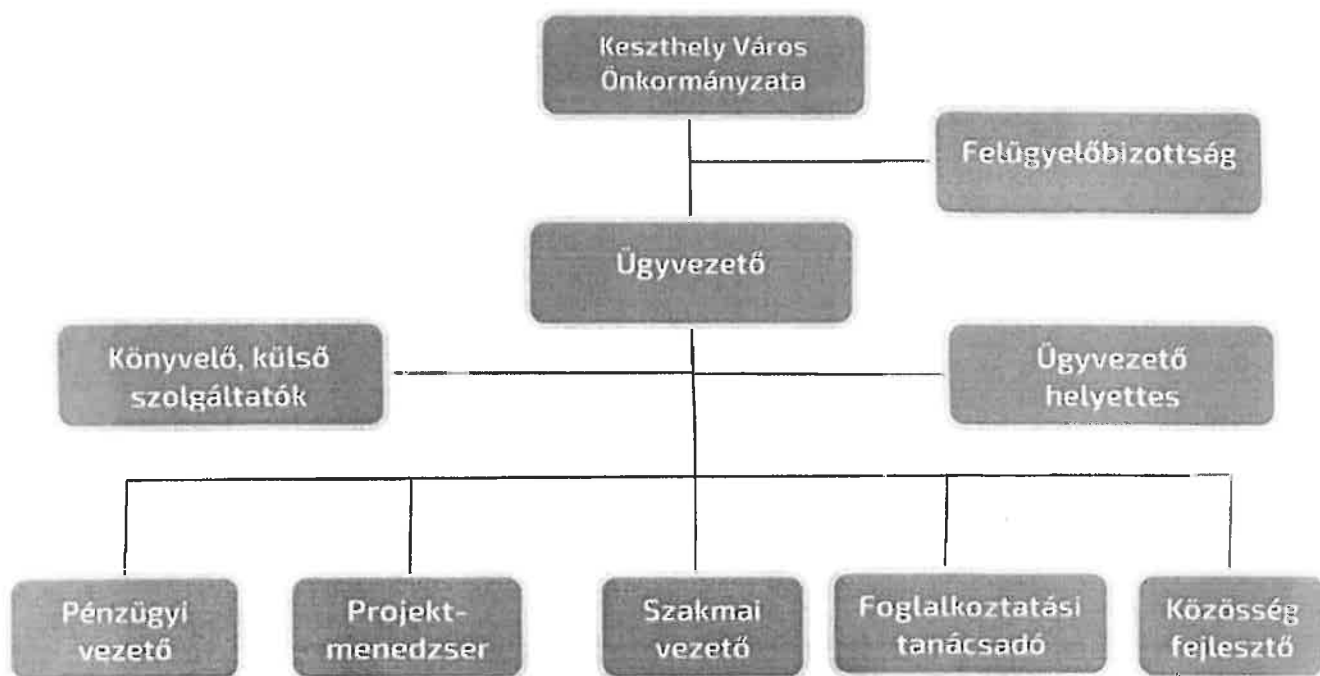 Keszthely Város
Önkormányzata
Felügyelőbizottság
Ügyvezető
Könyvelő, külső
szolgáltatók
Ügyvezető
helyettes
Pénzügyi
vezető
Projekt-
menedzser
Szakmai
vezető
Foglalkoztatási
tanácsadó
Közösség
fejlesztő